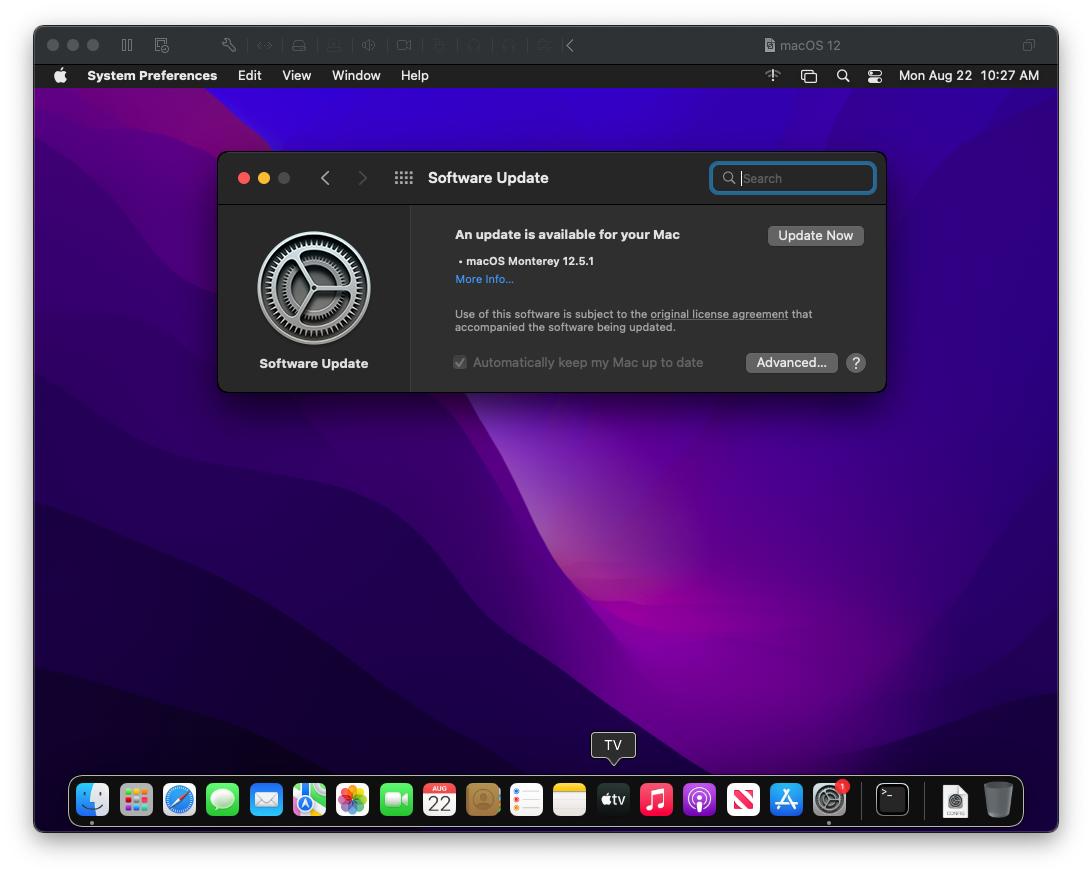 macOS 12
System Preferences Edit View Window Help Mon Aug 22 10:27 AM
Software Update
Search
An update is available for your Mac
Update Now
• macOS Monterey 12.5.1
More Info...
Use of this software is subject to the original license agreement that
accompanied the software being updated.
Software Update
Automatically keep my Mac up to date
Advanced...
?
TV
AUG
22
tv
1
>_
CONFIG